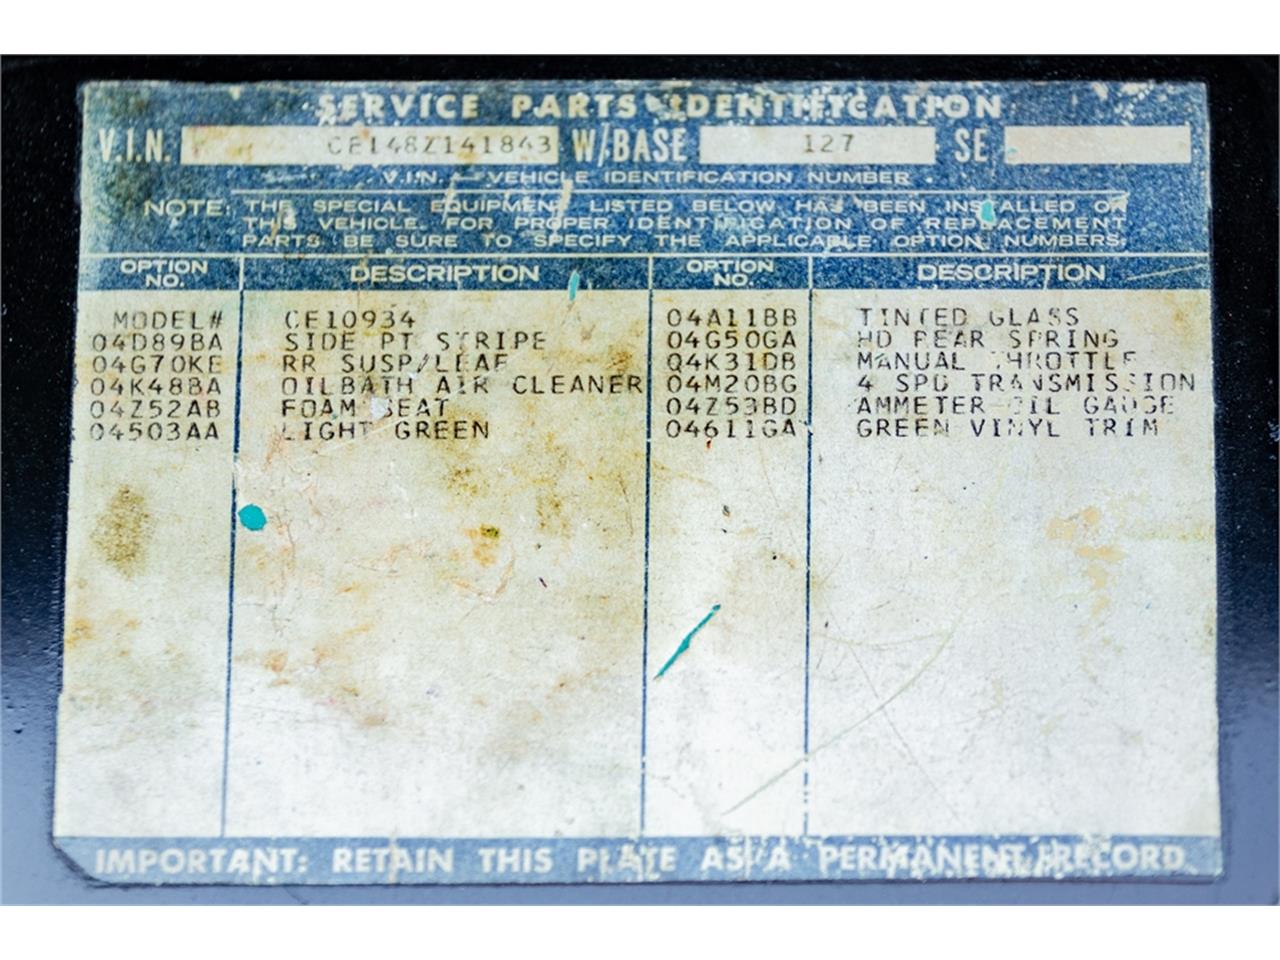 SERVICE PARTS IDENTIFICATION
V.I.N. CE148Z141843 W/BASE 127 SE
V.I.N. — VEHICLE IDENTIFICATION NUMBER
NOTE: THE SPECIAL EQUIPMENT LISTED BELOW HAS BEEN INSTALLED ON
THIS VEHICLE. FOR PROPER IDENTIFICATION OF REPLACEMENT
PARTS BE SURE TO SPECIFY THE APPLICABLE OPTION NUMBERS.
OPTION NO. DESCRIPTION OPTION NO. DESCRIPTION
MODEL# CE10934 04A11BB TINTED GLASS
04D89BA SIDE PT STRIPE 04G50GA HD REAR SPRING
04G70KE RR SUSP/LEAF 04K31DB MANUAL THROTTLE
04K48BA OILBATH AIR CLEANER 04M20BG 4 SPD TRANSMISSION
04Z52AB FOAM SEAT 04Z53BD AMMETER-OIL GAUGE
04503AA LIGHT GREEN 04611GA GREEN VINYL TRIM
IMPORTANT: RETAIN THIS PLATE AS A PERMANENT RECORD.